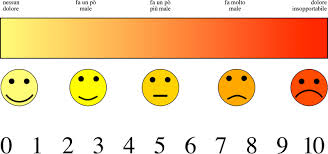 nessun
dolore
fa un pò
male
fa un pò
più male
fa molto
male
dolore
insopportabile
0 1 2 3 4 5 6 7 8 9 10